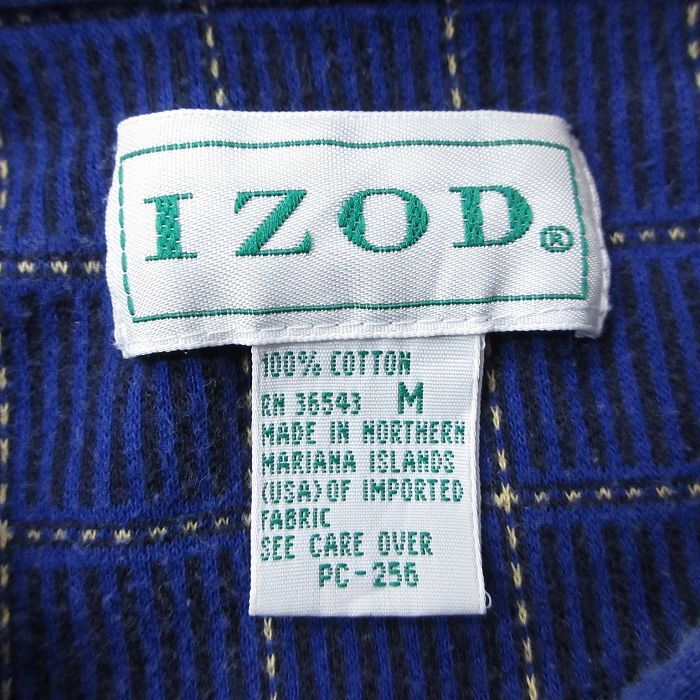 IZOD®
100% COTTON
RN 36543 M
MADE IN NORTHERN
MARIANA ISLANDS
(USA) OF IMPORTED
FABRIC
SEE CARE OVER
PC-256